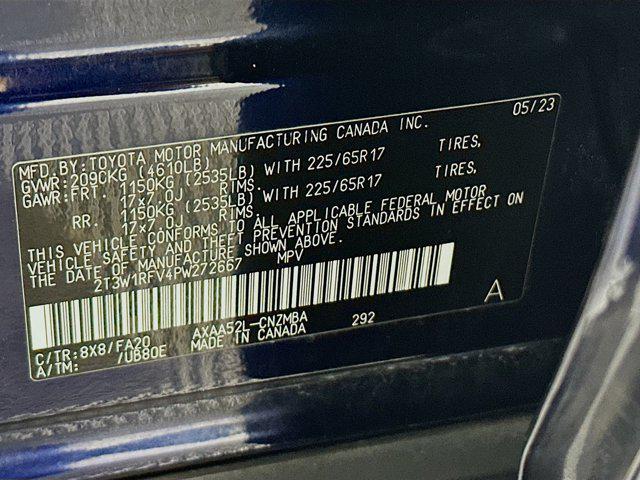 05/23
MFD.BY:TOYOTA MOTOR MANUFACTURING CANADA INC.
GVWR:2090KG (4610LB)
GAWR:FRT. 1150KG (2535LB) WITH 225/65R17 TIRES,
17x7.0J RIMS.
RR. 1150KG (2535LB) WITH 225/65R17 TIRES,
17x7.0J RIMS.
THIS VEHICLE CONFORMS TO ALL APPLICABLE FEDERAL MOTOR
VEHICLE SAFETY AND THEFT PREVENTION STANDARDS IN EFFECT ON
THE DATE OF MANUFACTURE SHOWN ABOVE.
2T3W1RFV4PW272667 MPV
A
C/TR:8X8/FA20 AXAA52L-CNZMBA 292
A/TM: /U680E MADE IN CANADA